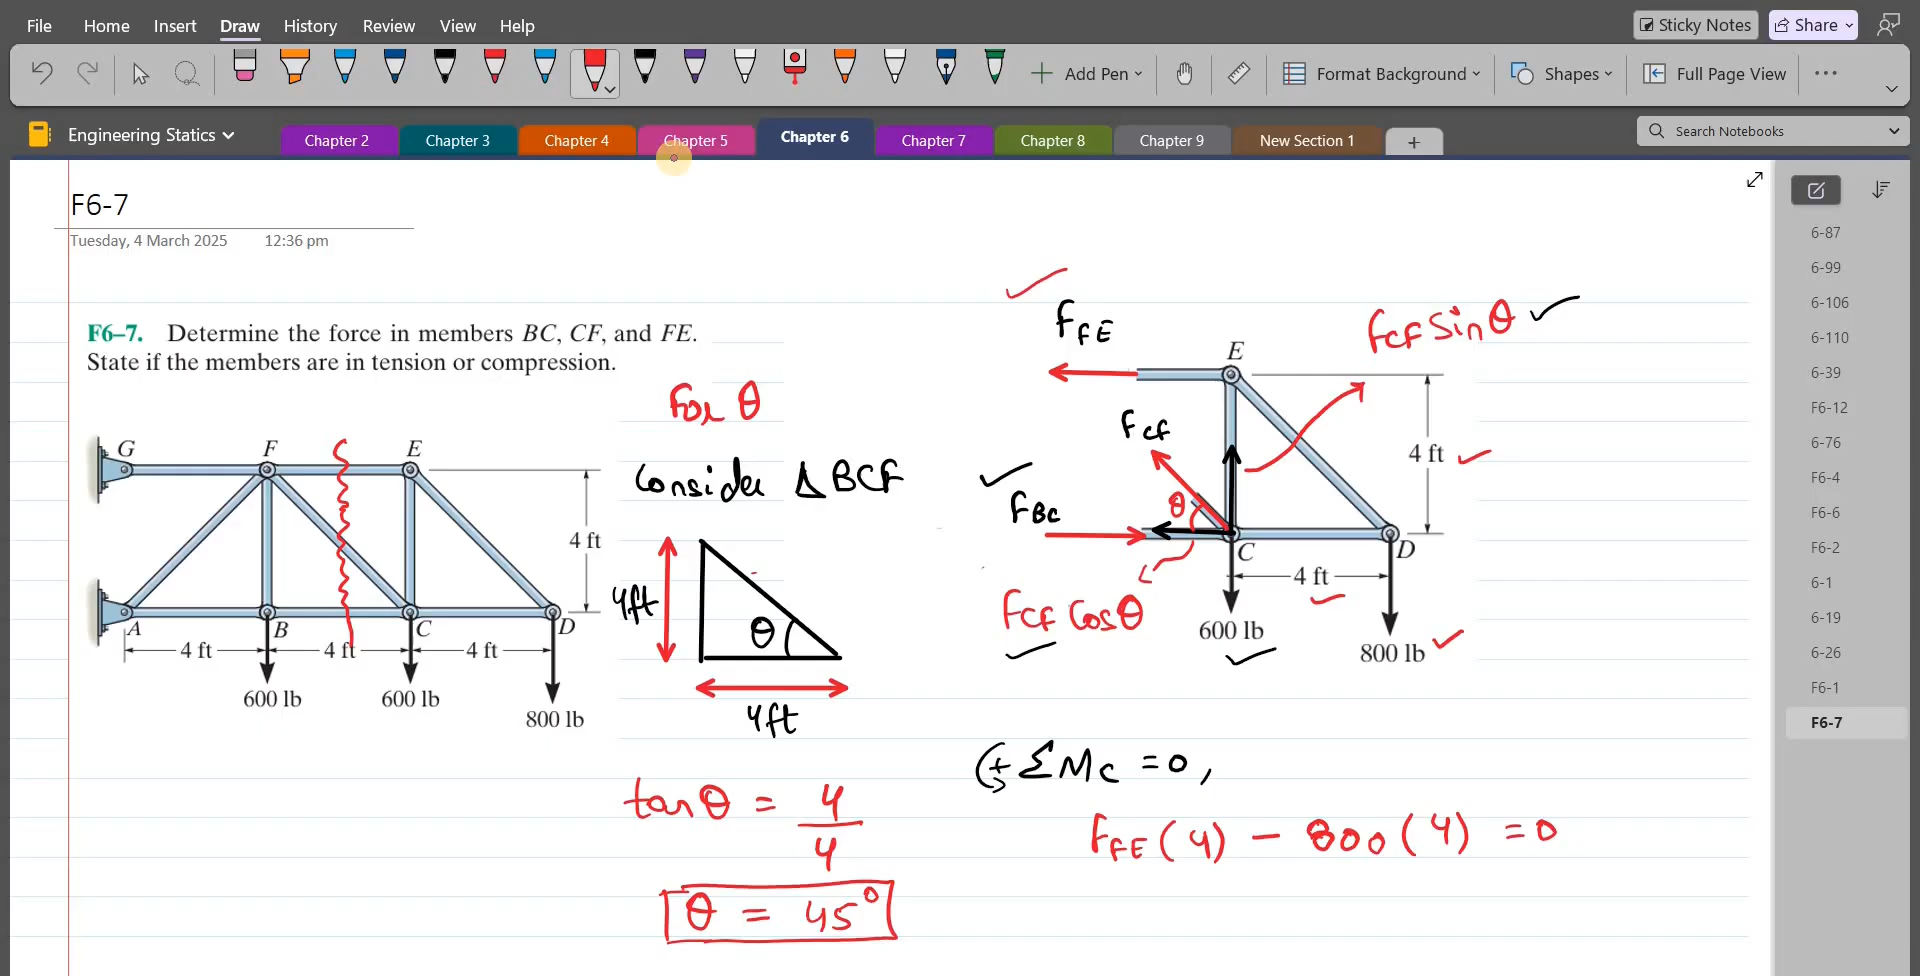 File Home Insert Draw History Review View Help
Sticky Notes Share
Add Pen Format Background Shapes Full Page View
Engineering Statics Chapter 2 Chapter 3 Chapter 4 Chapter 5 Chapter 6 Chapter 7 Chapter 8 Chapter 9 New Section 1 +
Search Notebooks
F6-7
Tuesday, 4 March 2025 12:36 pm
F6–7. Determine the force in members BC, CF, and FE.
State if the members are in tension or compression.
G F E
4 ft
A B C D
4 ft 4 ft 4 ft
600 lb 600 lb
800 lb
For θ
Consider ΔBCF
4ft
θ
4ft
tanθ = 4/4
θ = 45°
F_FE
F_CF Sinθ
E
F_CF
4 ft
F_BC
θ
C D
4 ft
F_CF Cosθ
600 lb
800 lb
(+ ΣM_C = 0,
F_FE(4) − 800(4) = 0
6-87
6-99
6-106
6-110
6-39
F6-12
6-76
F6-4
F6-6
F6-2
6-1
6-19
6-26
F6-1
F6-7